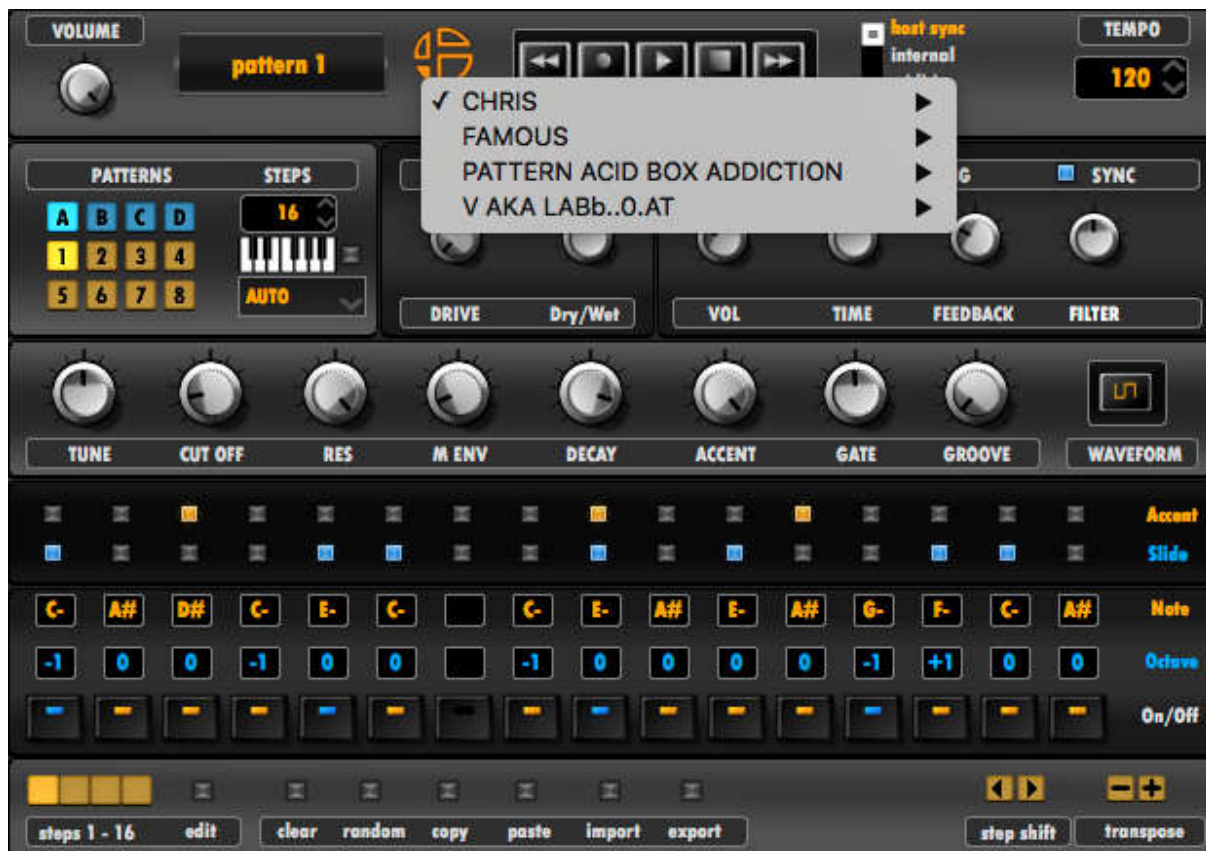 VOLUME
pattern 1
host sync
internal
TEMPO
120
✓ CHRIS
FAMOUS
PATTERN ACID BOX ADDICTION
V AKA LABb..0.AT
PATTERNS
STEPS
G
SYNC
A B C D
16
1 2 3 4
5 6 7 8
AUTO
DRIVE Dry/Wet
VOL TIME FEEDBACK FILTER
TUNE CUT OFF RES M ENV DECAY ACCENT GATE GROOVE WAVEFORM
Accent
Slide
C- A# D# C- E- C- C- E- A# E- A# G- F- C- A# Note
-1 0 0 -1 0 0 -1 0 0 0 0 -1 +1 0 0 Octave
On/Off
steps 1 - 16 edit clear random copy paste import export step shift transpose